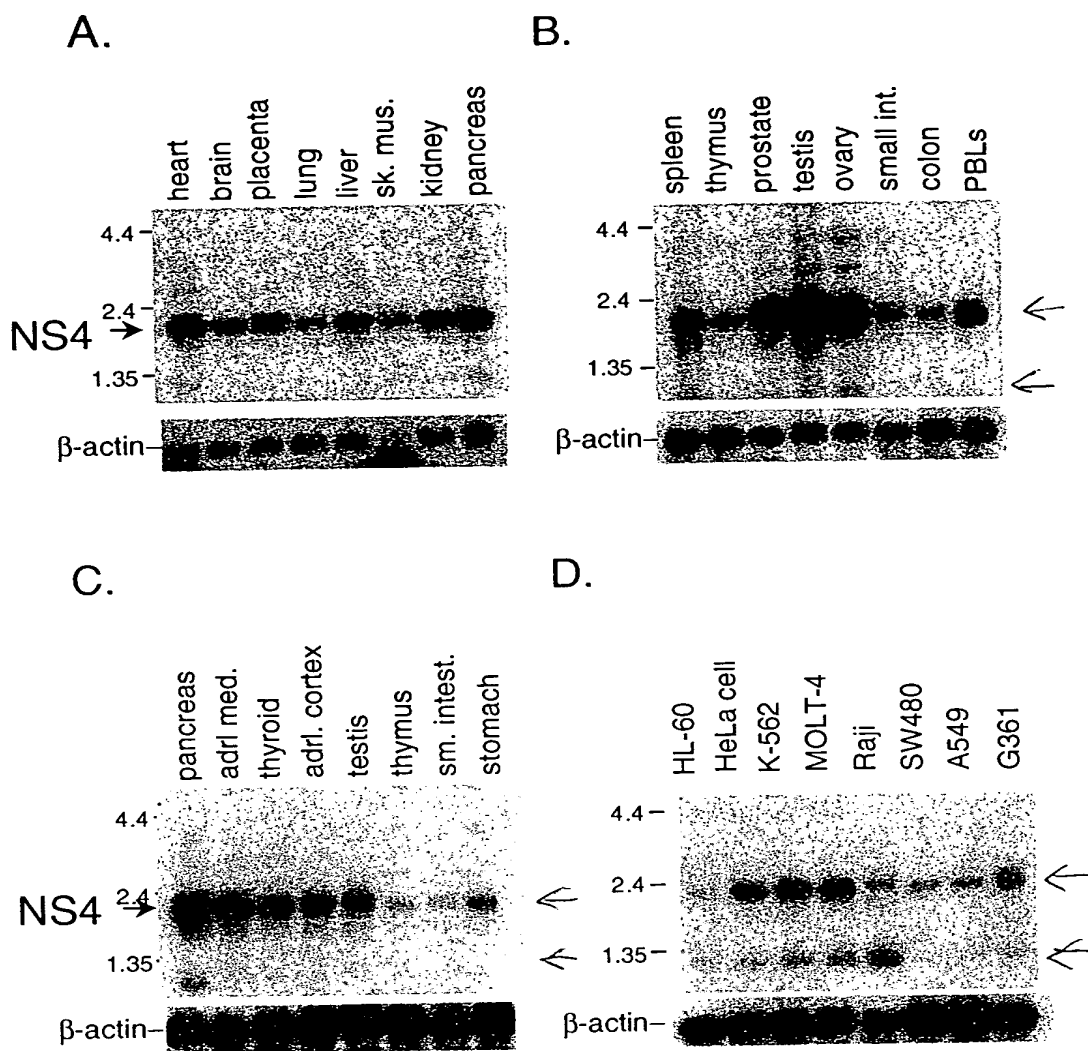 A.
heart
brain
placenta
lung
liver
sk. mus.
kidney
pancreas
4.4
2.4
NS4
1.35
β-actin
B.
spleen
thymus
prostate
testis
ovary
small int.
colon
PBLs
4.4
2.4
1.35
β-actin
C.
pancreas
adrl med.
thyroid
adrl. cortex
testis
thymus
sm. intest.
stomach
4.4
2.4
NS4
1.35
β-actin
D.
HL-60
HeLa cell
K-562
MOLT-4
Raji
SW480
A549
G361
4.4
2.4
1.35
β-actin